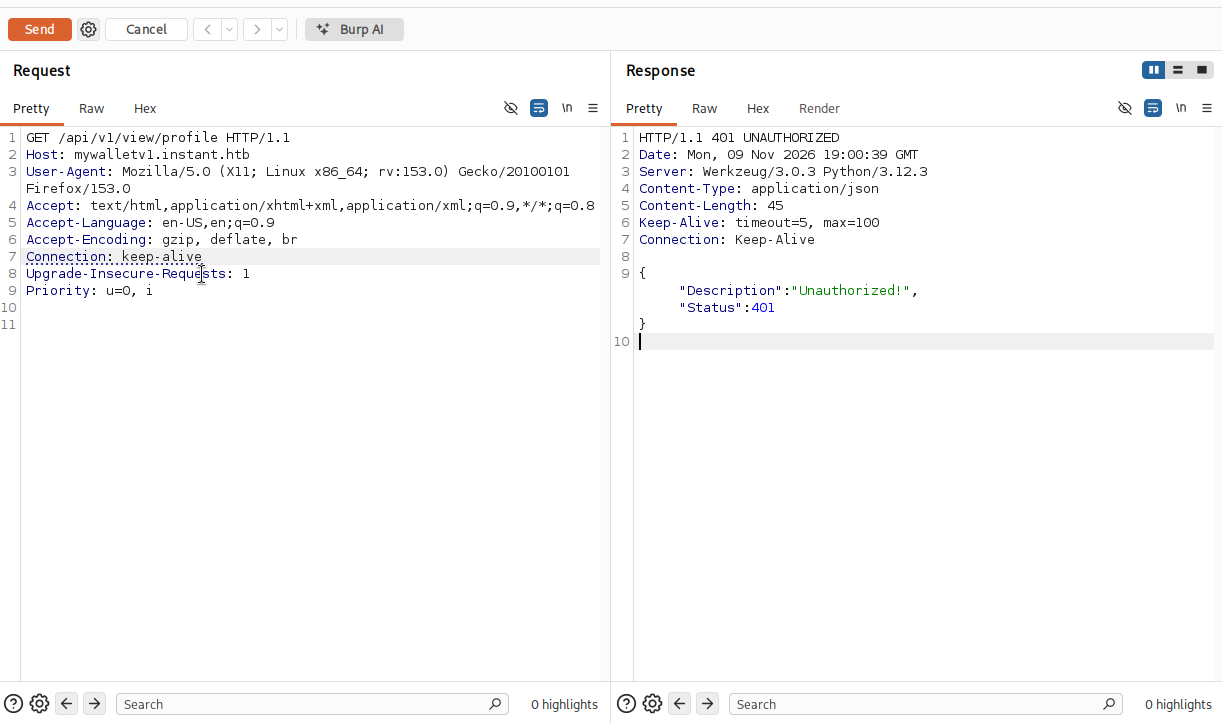 Send
Cancel
Burp AI
Request
Pretty Raw Hex
\n
1 GET /api/v1/view/profile HTTP/1.1
2 Host: mywalletv1.instant.htb
3 User-Agent: Mozilla/5.0 (X11; Linux x86_64; rv:153.0) Gecko/20100101
Firefox/153.0
4 Accept: text/html,application/xhtml+xml,application/xml;q=0.9,*/*;q=0.8
5 Accept-Language: en-US,en;q=0.9
6 Accept-Encoding: gzip, deflate, br
7 Connection: keep-alive
8 Upgrade-Insecure-Requests: 1
9 Priority: u=0, i
10
11
Search
0 highlights
Response
Pretty Raw Hex Render
\n
1 HTTP/1.1 401 UNAUTHORIZED
2 Date: Mon, 09 Nov 2026 19:00:39 GMT
3 Server: Werkzeug/3.0.3 Python/3.12.3
4 Content-Type: application/json
5 Content-Length: 45
6 Keep-Alive: timeout=5, max=100
7 Connection: Keep-Alive
8
9 {
"Description":"Unauthorized!",
"Status":401
}
10
Search
0 highlights